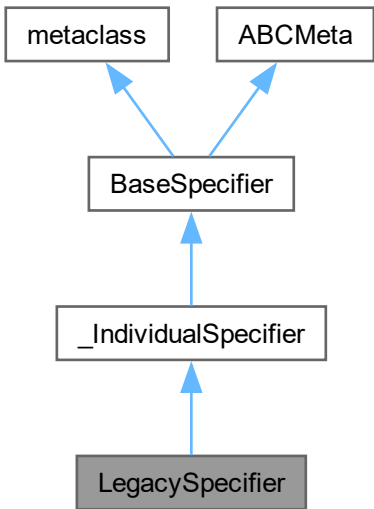 metaclass
ABCMeta
BaseSpecifier
_IndividualSpecifier
LegacySpecifier